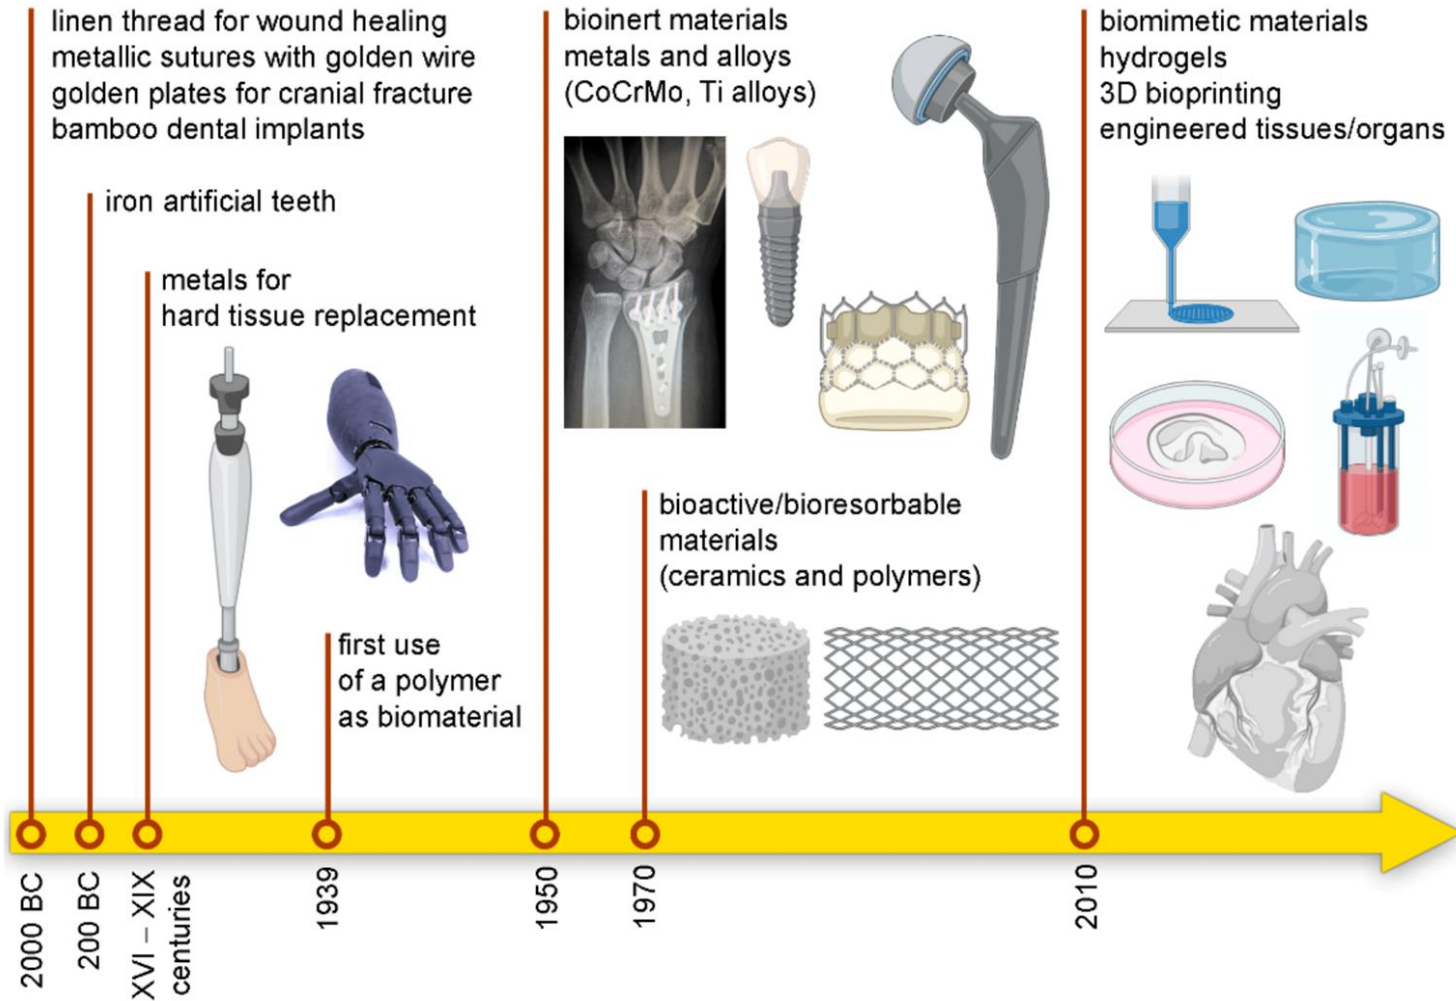 linen thread for wound healing
metallic sutures with golden wire
golden plates for cranial fracture
bamboo dental implants
iron artificial teeth
metals for
hard tissue replacement
first use
of a polymer
as biomaterial
bioinert materials
metals and alloys
(CoCrMo, Ti alloys)
bioactive/bioresorbable
materials
(ceramics and polymers)
biomimetic materials
hydrogels
3D bioprinting
engineered tissues/organs
2000 BC
200 BC
XVI – XIX
centuries
1939
1950
1970
2010